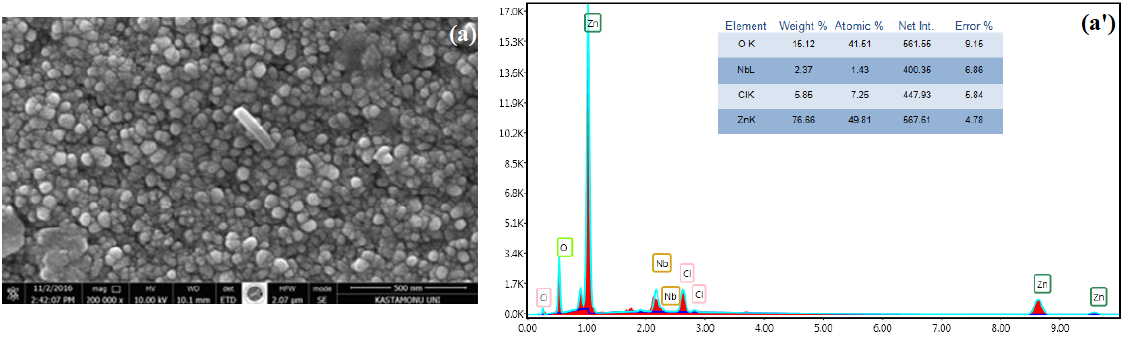 (a)
11/2/2016 mag HV WD det HFW mode 500 nm
2:42:07 PM 200 000 x 10.00 kV 10.1 mm ETD 2.07 µm SE KASTAMONU UNI
(a')
17.0K
15.3K
13.6K
11.9K
10.2K
8.5K
6.8K
5.1K
3.4K
1.7K
0.0K
Zn
Element Weight % Atomic % Net Int. Error %
O K 15.12 41.51 561.55 9.15
NbL 2.37 1.43 400.35 6.86
ClK 5.85 7.25 447.93 5.84
ZnK 76.66 49.81 567.61 4.78
Cl
O
Nb
Nb
Cl
Cl
Zn
Zn
0.00 1.00 2.00 3.00 4.00 5.00 6.00 7.00 8.00 9.00